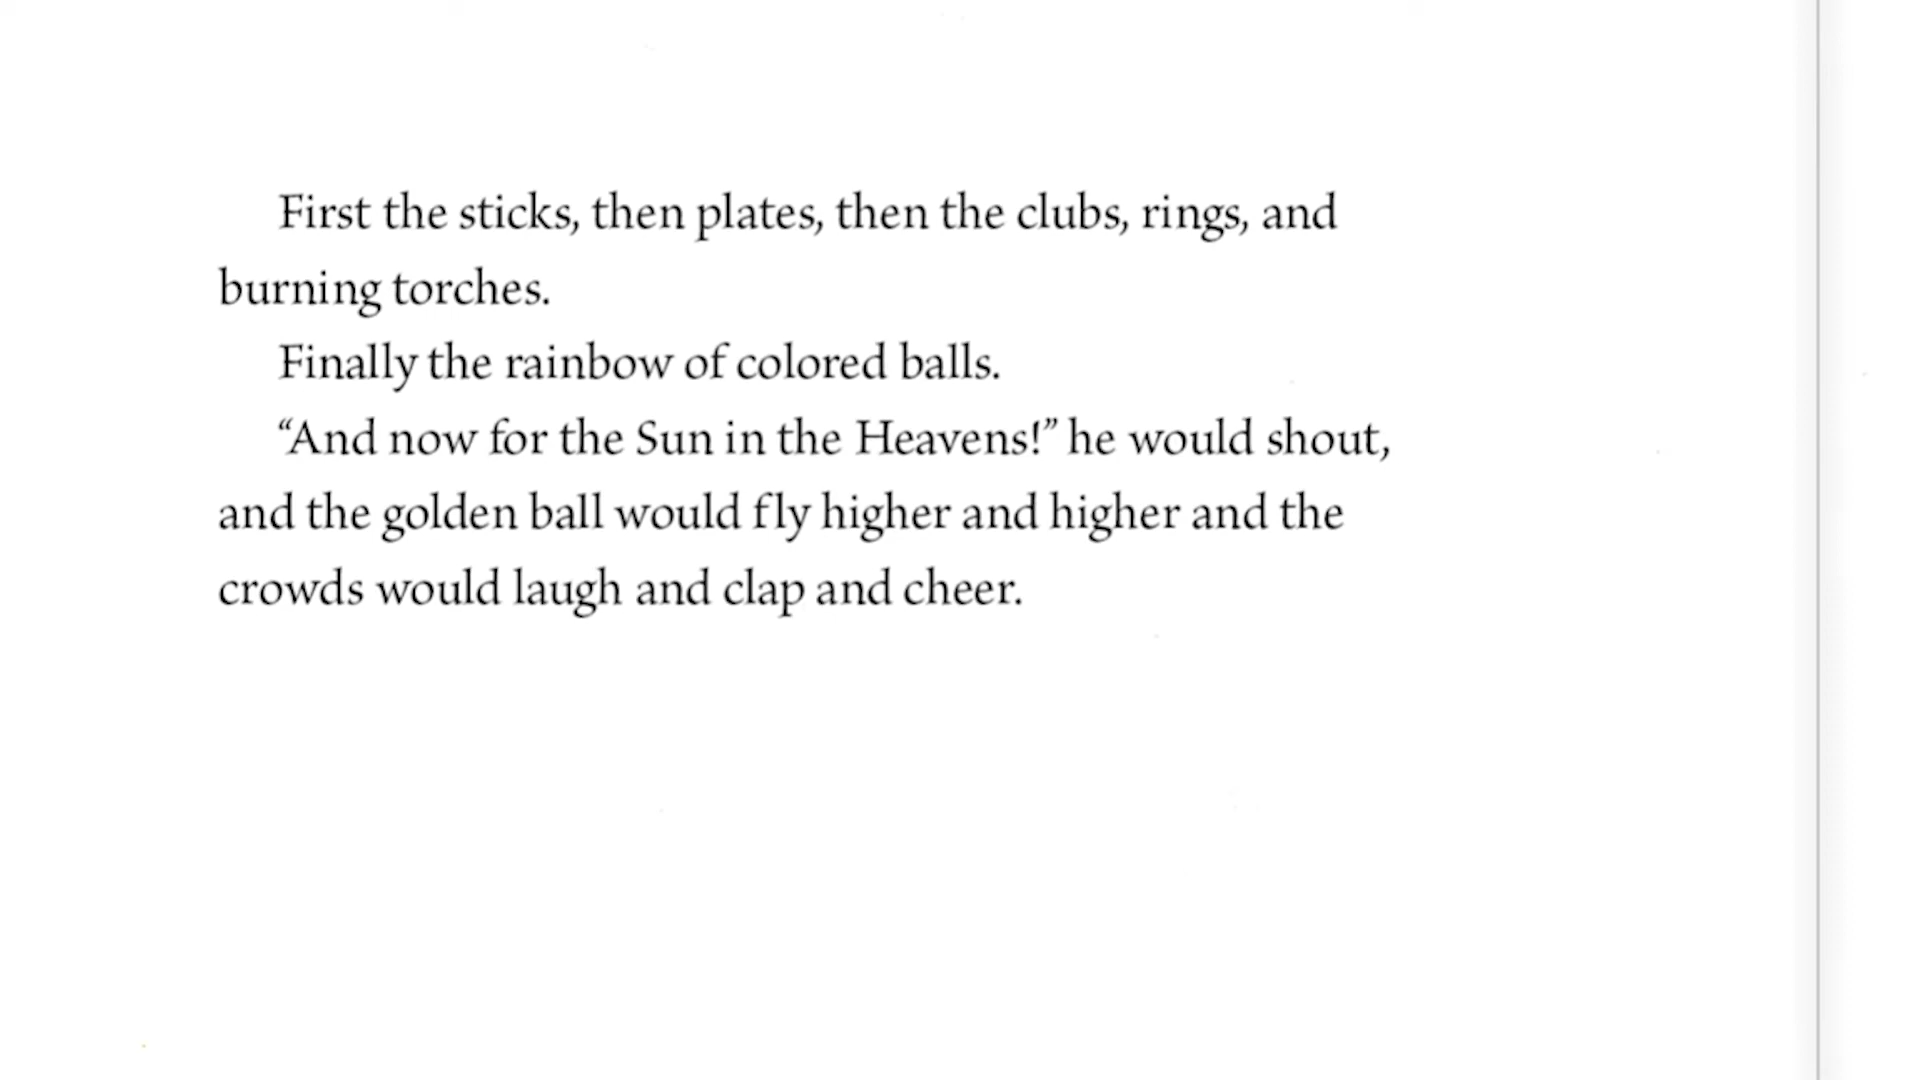 First the sticks, then plates, then the clubs, rings, and
burning torches.
Finally the rainbow of colored balls.
“And now for the Sun in the Heavens!” he would shout,
and the golden ball would fly higher and higher and the
crowds would laugh and clap and cheer.